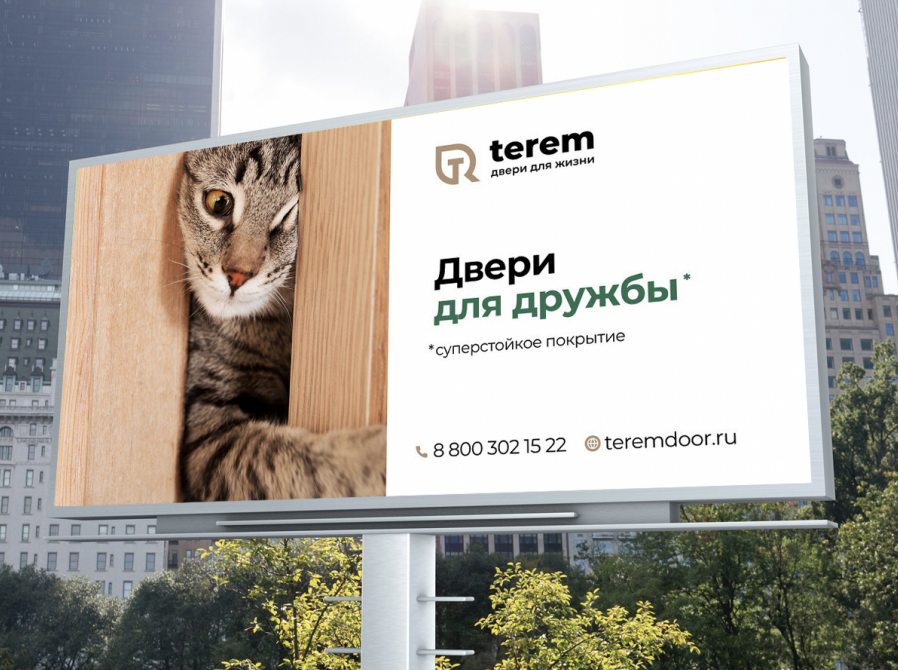 terem
двери для жизни
Двери
для дружбы*
*суперстойкое покрытие
8 800 302 15 22
teremdoor.ru